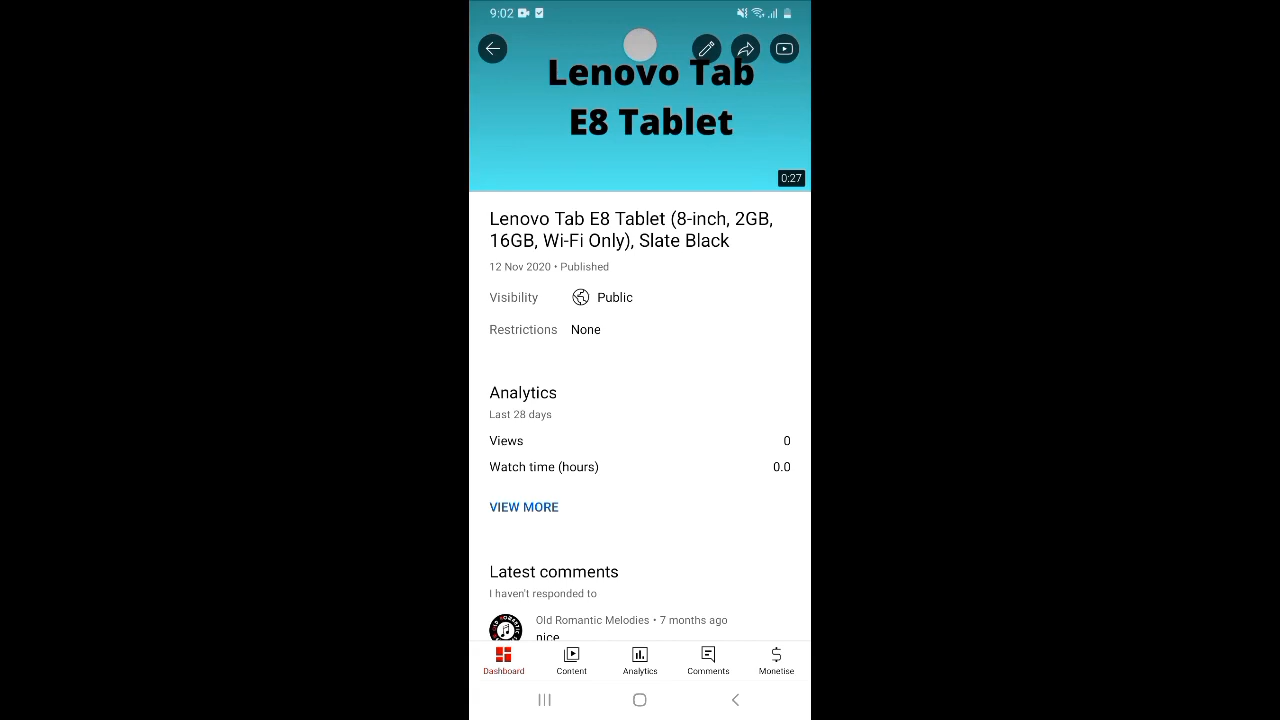 9:02
Lenovo Tab
E8 Tablet
0:27
Lenovo Tab E8 Tablet (8-inch, 2GB,
16GB, Wi-Fi Only), Slate Black
12 Nov 2020 • Published
Visibility Public
Restrictions None
Analytics
Last 28 days
Views 0
Watch time (hours) 0.0
VIEW MORE
Latest comments
I haven't responded to
Old Romantic Melodies • 7 months ago
nice
Dashboard Content Analytics Comments Monetise